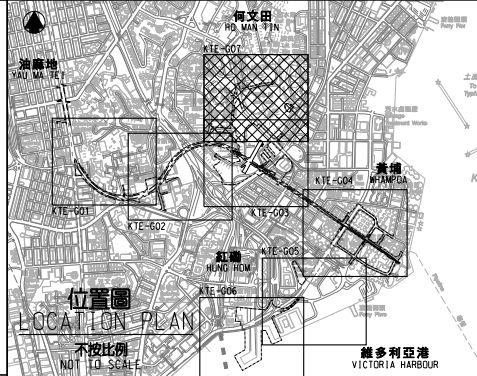 何文田
HO MAN TIN
油麻地
YAU MA TEI
KTE-G07
黃埔
WHAMPOA
KTE-G04
KTE-G01
KTE-G02
KTE-G03
紅磡
HUNG HOM
KTE-G05
KTE-G06
位置圖
LOCATION PLAN
不按比例
NOT TO SCALE
維多利亞港
VICTORIA HARBOUR